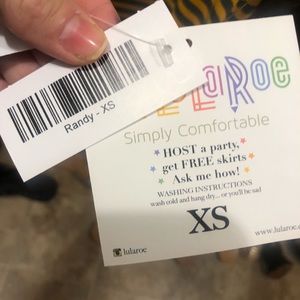 Randy - XS
LaRoe
Simply Comfortable
HOST a party,
get FREE skirts
Ask me how!
WASHING INSTRUCTIONS
wash cold and hang dry... or you'll be sad
XS
lularoe
www.lularoe.